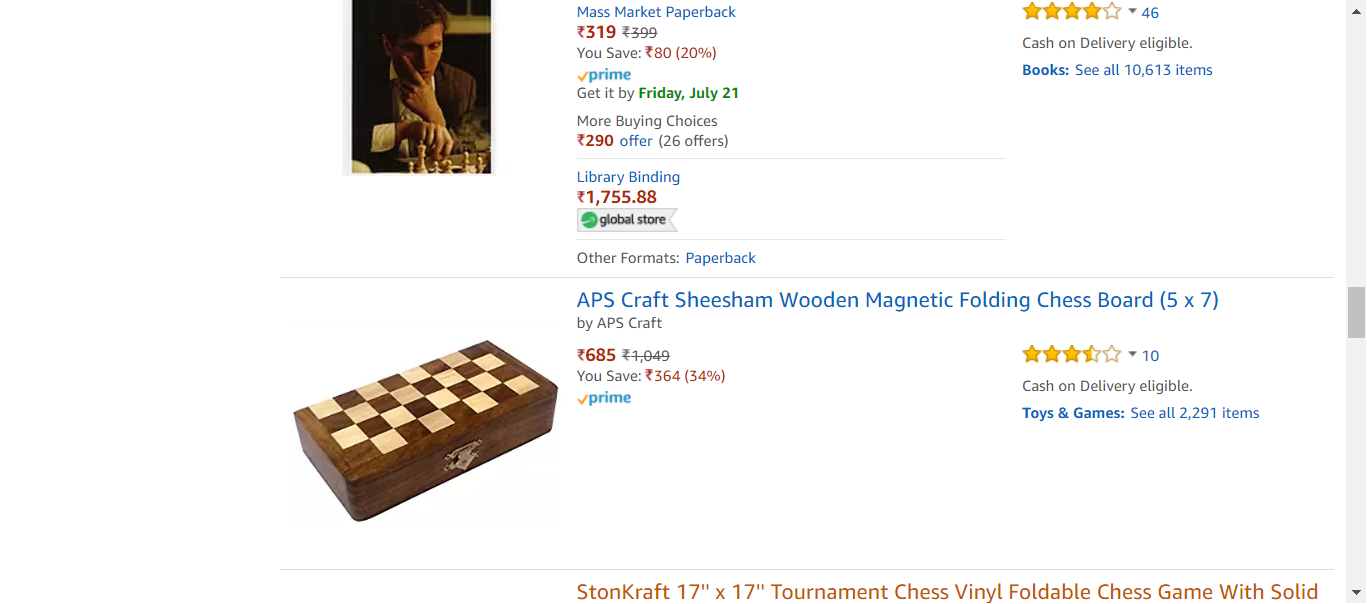 Mass Market Paperback
₹319 ₹399
You Save: ₹80 (20%)
prime
Get it by Friday, July 21
More Buying Choices
₹290 offer (26 offers)
Library Binding
₹1,755.88
global store
Other Formats: Paperback
46
Cash on Delivery eligible.
Books: See all 10,613 items
APS Craft Sheesham Wooden Magnetic Folding Chess Board (5 x 7)
by APS Craft
₹685 ₹1,049
You Save: ₹364 (34%)
prime
10
Cash on Delivery eligible.
Toys & Games: See all 2,291 items
StonKraft 17" x 17" Tournament Chess Vinyl Foldable Chess Game With Solid